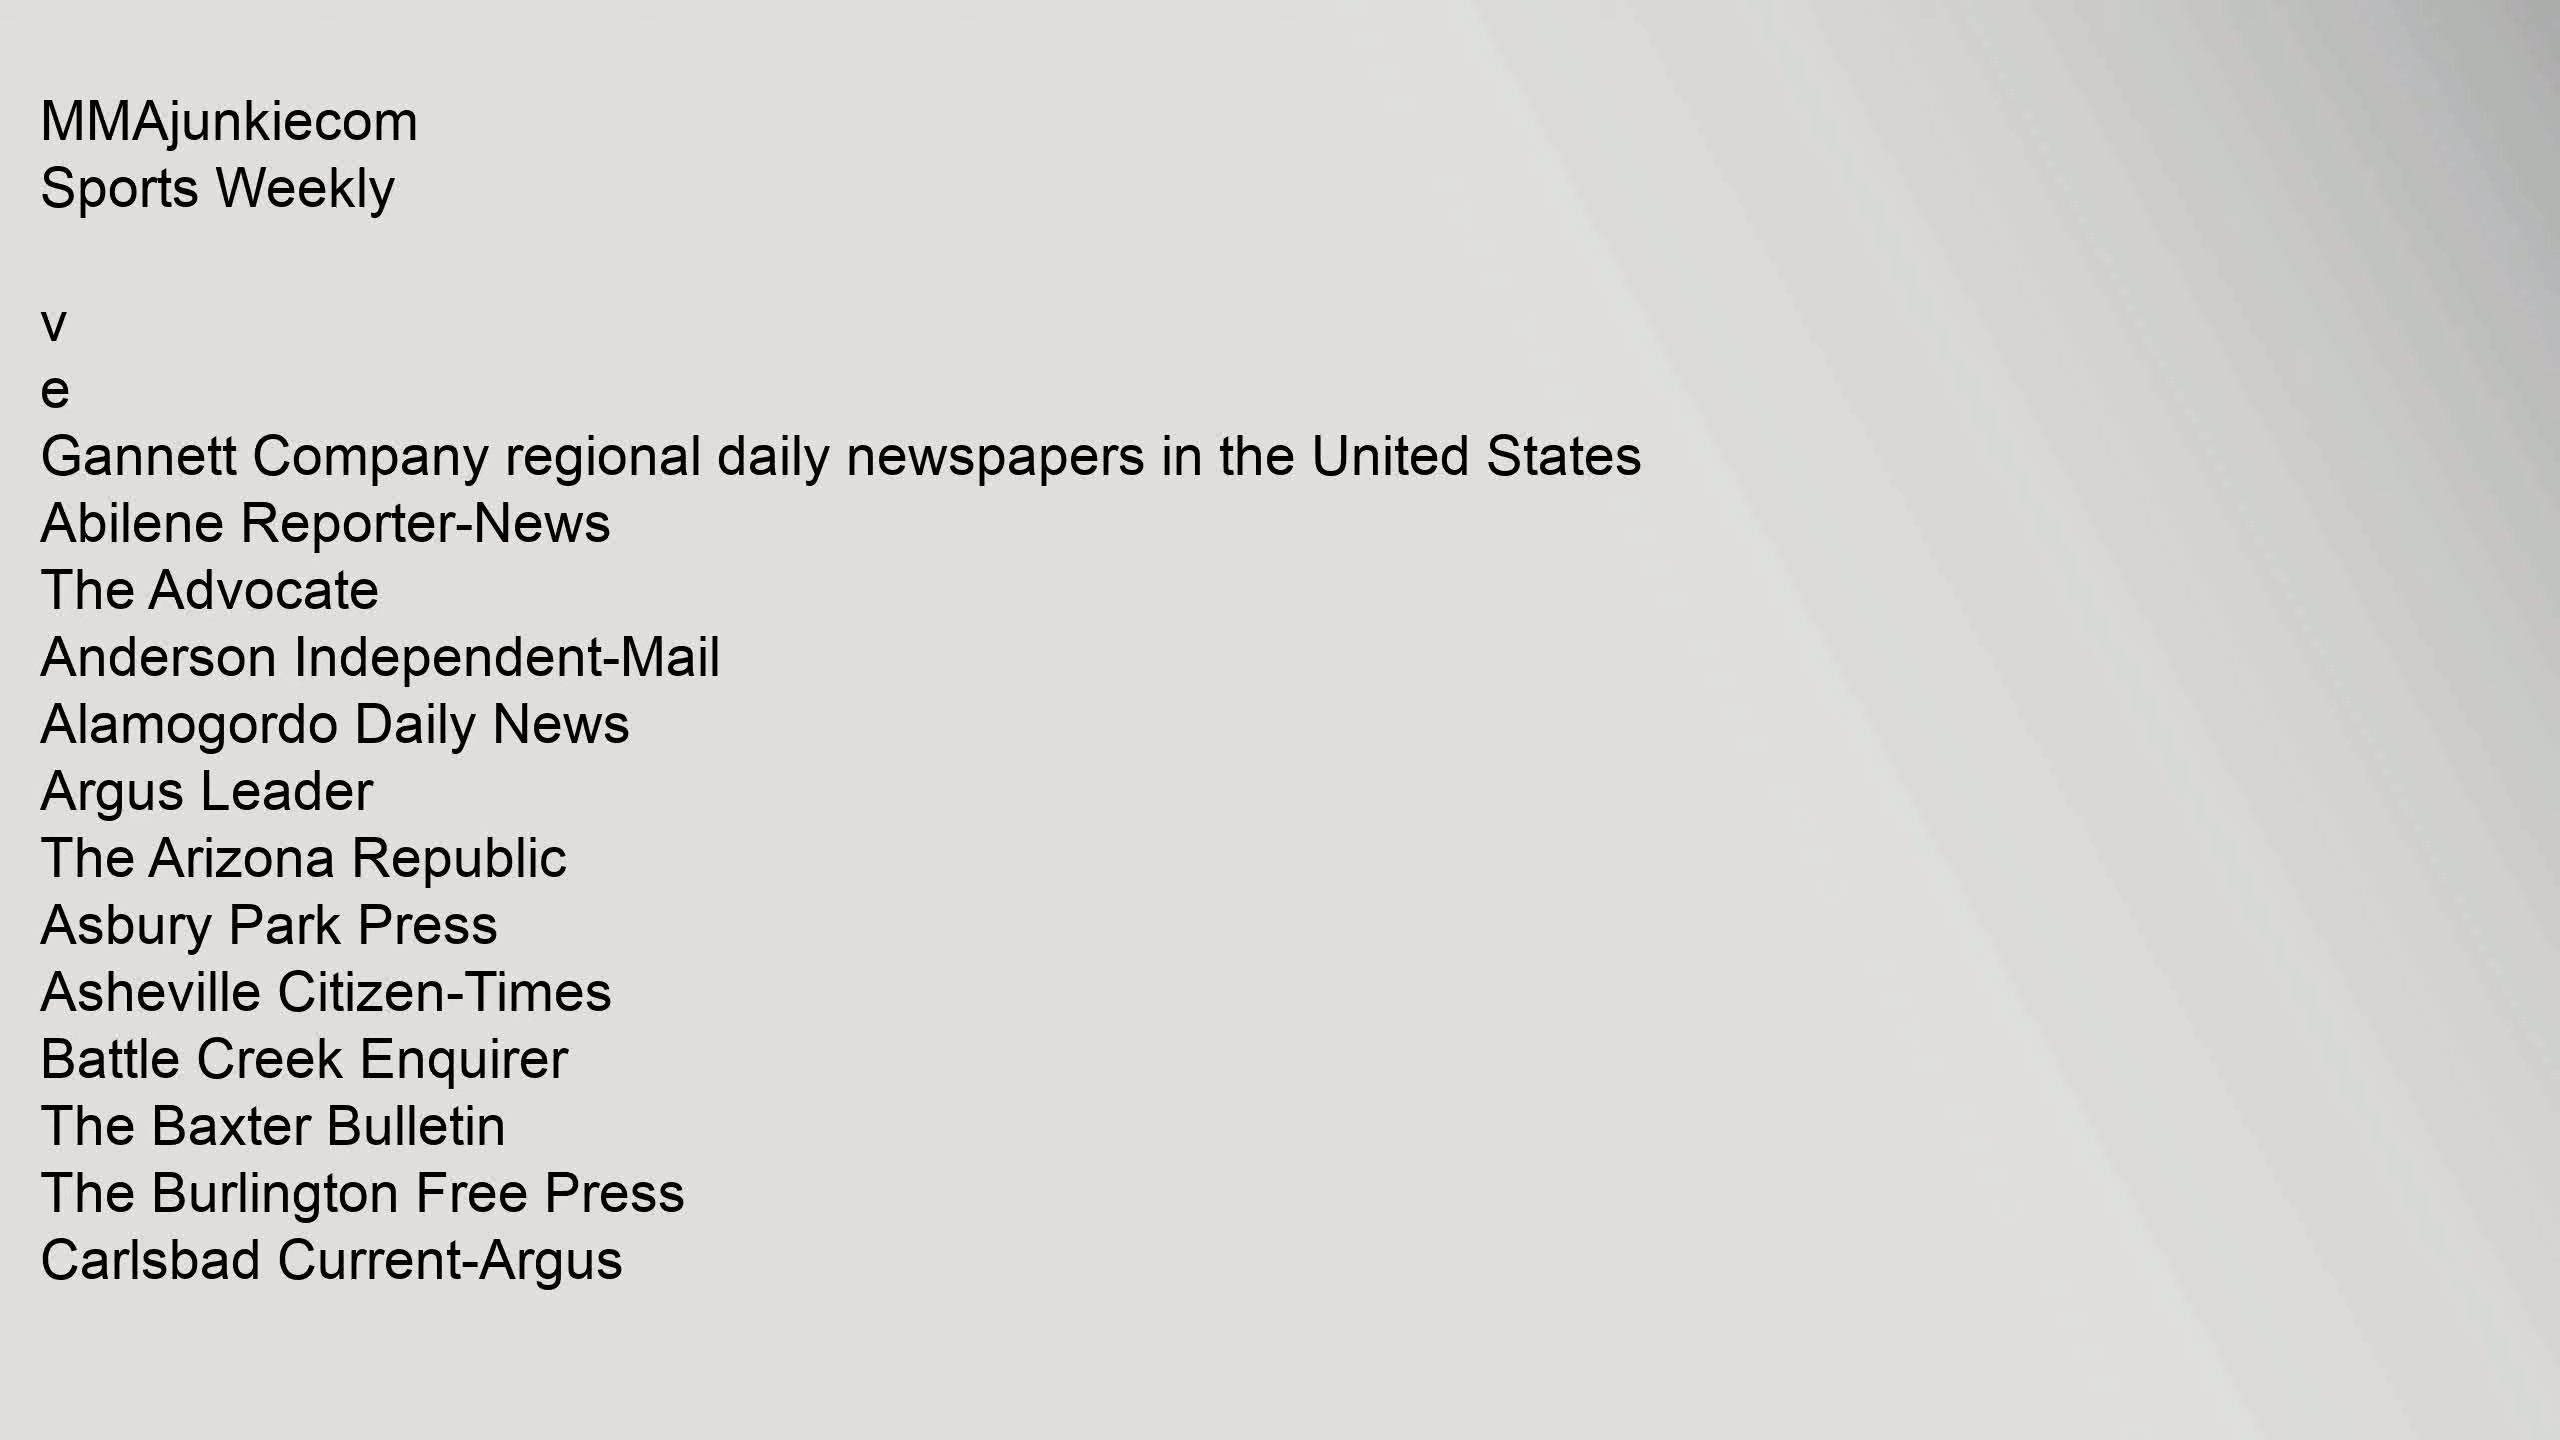 MMAjunkiecom
Sports Weekly
v
e
Gannett Company regional daily newspapers in the United States
Abilene Reporter-News
The Advocate
Anderson Independent-Mail
Alamogordo Daily News
Argus Leader
The Arizona Republic
Asbury Park Press
Asheville Citizen-Times
Battle Creek Enquirer
The Baxter Bulletin
The Burlington Free Press
Carlsbad Current-Argus